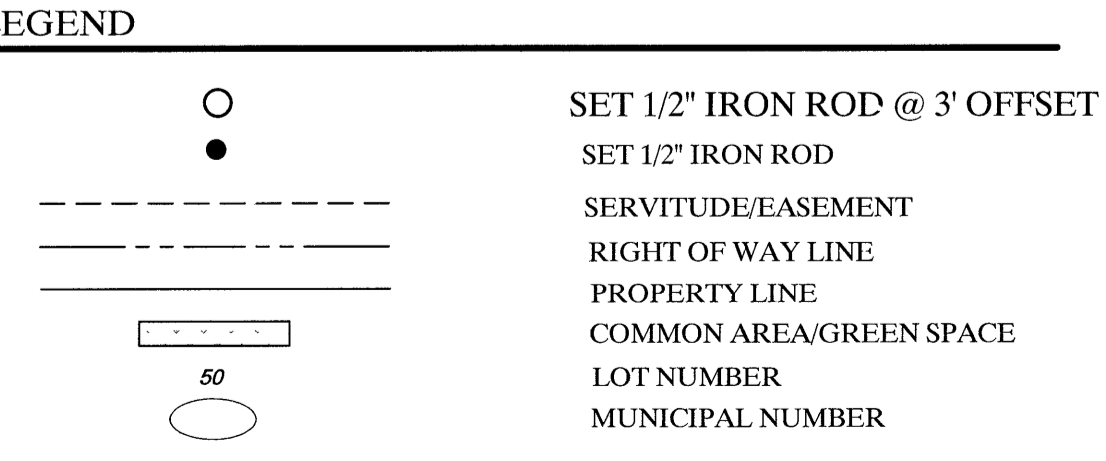 EGEND
SET 1/2" IRON ROD @ 3' OFFSET
SET 1/2" IRON ROD
SERVITUDE/EASEMENT
RIGHT OF WAY LINE
PROPERTY LINE
COMMON AREA/GREEN SPACE
50 LOT NUMBER
MUNICIPAL NUMBER